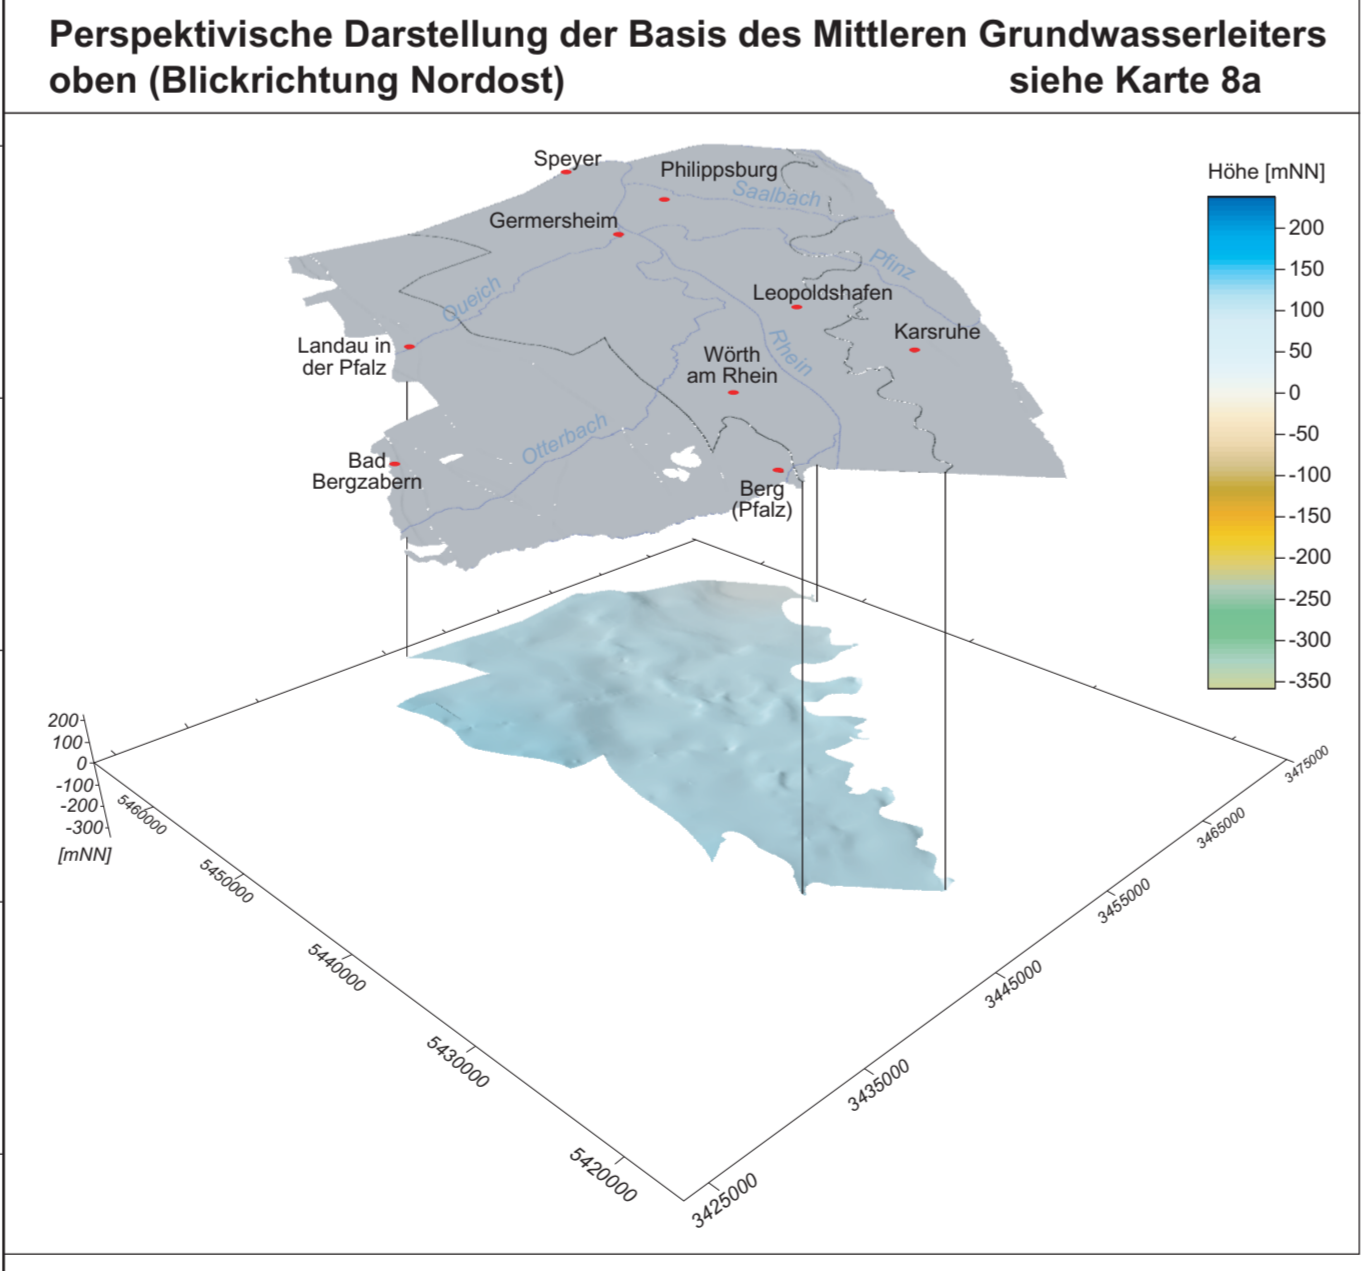 Perspektivische Darstellung der Basis des Mittleren Grundwasserleiters
oben (Blickrichtung Nordost) siehe Karte 8a
Speyer
Philippsburg
Saalbach
Germersheim
Pfinz
Queich
Leopoldshafen
Karsruhe
Landau in
der Pfalz
Rhein
Wörth
am Rhein
Otterbach
Bad
Bergzabern
Berg
(Pfalz)
Höhe [mNN]
200
150
100
50
0
-50
-100
-150
-200
-250
-300
-350
200
100
0
-100
-200
-300
[mNN]
5460000
5450000
5440000
5430000
5420000
3425000
3435000
3445000
3455000
3465000
3475000